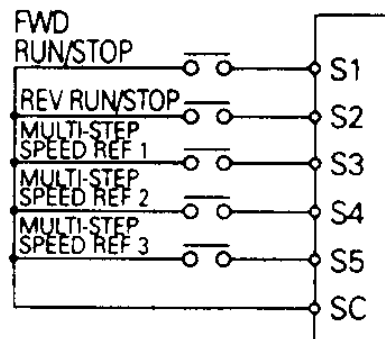 FWD
RUN/STOP
S1
REV RUN/STOP
S2
MULTI-STEP
SPEED REF 1
S3
MULTI-STEP
SPEED REF 2
S4
MULTI-STEP
SPEED REF 3
S5
SC